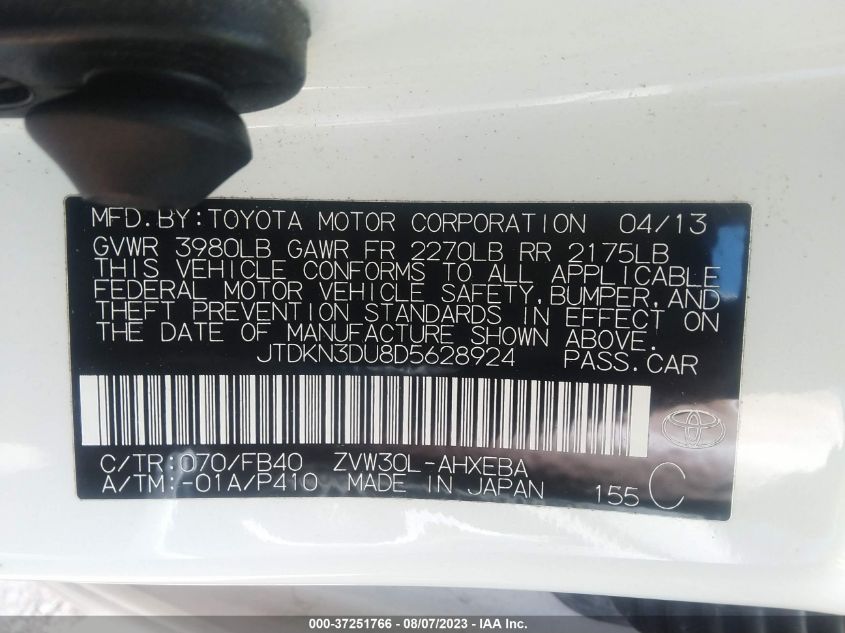 MFD.BY:TOYOTA MOTOR CORPORATION 04/13
GVWR 3980LB GAWR FR 2270LB RR 2175LB
THIS VEHICLE CONFORMS TO ALL APPLICABLE
FEDERAL MOTOR VEHICLE SAFETY,BUMPER,AND
THEFT PREVENTION STANDARDS IN EFFECT ON
THE DATE OF MANUFACTURE SHOWN ABOVE.
JTDKN3DU8D5628924 PASS.CAR
C/TR:070/FB40 ZVW30L-AHXEBA
A/TM:-01A/P410 MADE IN JAPAN 155 C
000-37251766 - 08/07/2023 - IAA Inc.